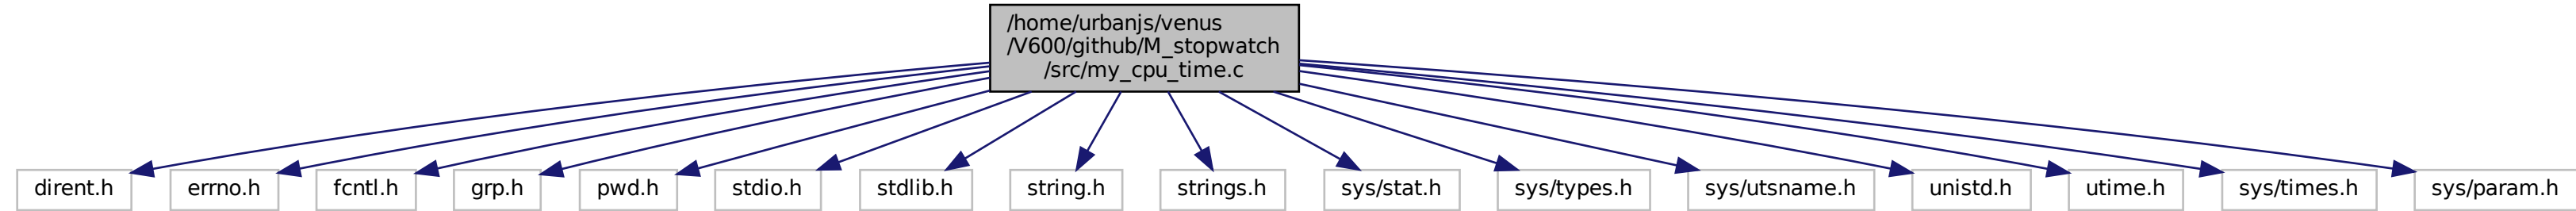 /home/urbanjs/venus
/V600/github/M_stopwatch
/src/my_cpu_time.c
dirent.h
errno.h
fcntl.h
grp.h
pwd.h
stdio.h
stdlib.h
string.h
strings.h
sys/stat.h
sys/types.h
sys/utsname.h
unistd.h
utime.h
sys/times.h
sys/param.h